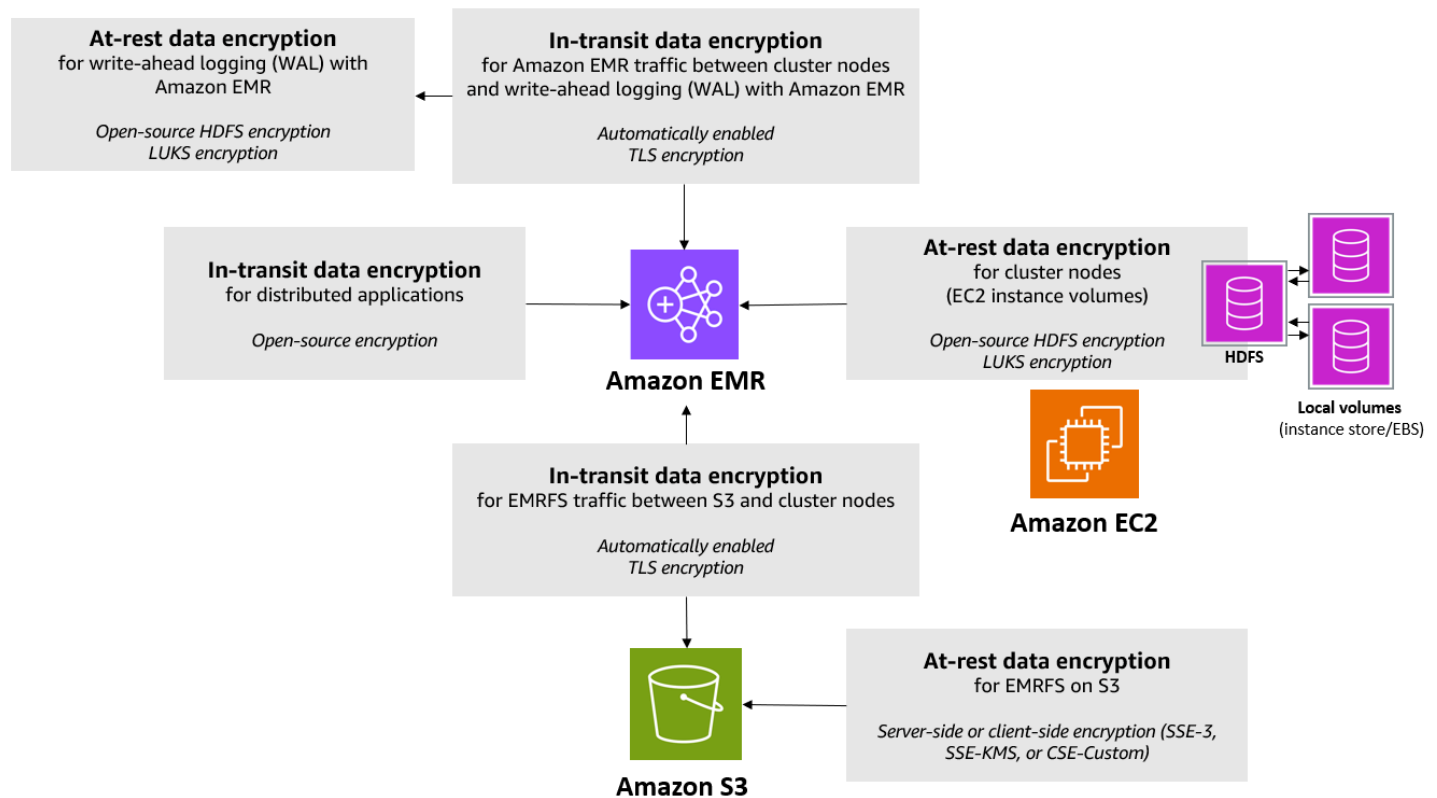 At-rest data encryption
for write-ahead logging (WAL) with
Amazon EMR
Open-source HDFS encryption
LUKS encryption
In-transit data encryption
for Amazon EMR traffic between cluster nodes
and write-ahead logging (WAL) with Amazon EMR
Automatically enabled
TLS encryption
In-transit data encryption
for distributed applications
Open-source encryption
Amazon EMR
At-rest data encryption
for cluster nodes
(EC2 instance volumes)
Open-source HDFS encryption
LUKS encryption
HDFS
Local volumes
(instance store/EBS)
Amazon EC2
In-transit data encryption
for EMRFS traffic between S3 and cluster nodes
Automatically enabled
TLS encryption
Amazon S3
At-rest data encryption
for EMRFS on S3
Server-side or client-side encryption (SSE-3,
SSE-KMS, or CSE-Custom)